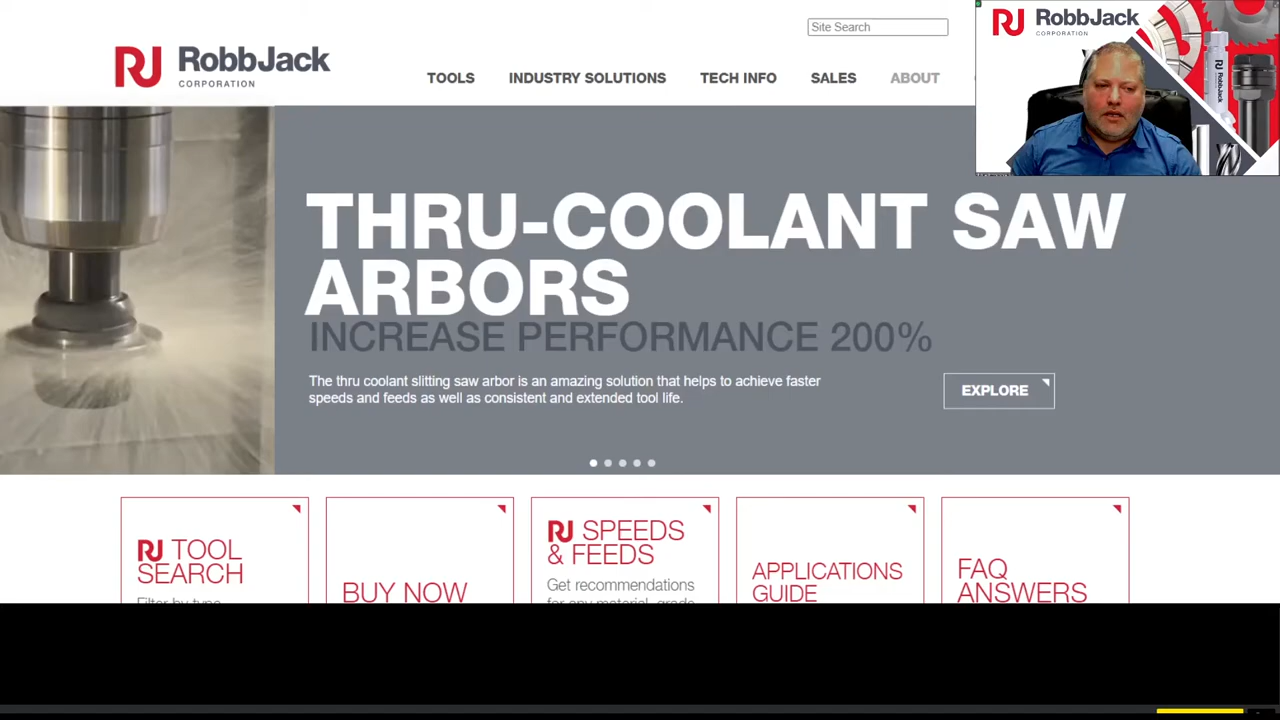 Site Search
RJ RobbJack
CORPORATION
TOOLS INDUSTRY SOLUTIONS TECH INFO SALES ABOUT
RJ RobbJack
CORPORATION
RobbJack
THRU-COOLANT SAW
ARBORS
INCREASE PERFORMANCE 200%
The thru coolant slitting saw arbor is an amazing solution that helps to achieve faster
speeds and feeds as well as consistent and extended tool life.
EXPLORE
RJ TOOL
SEARCH
BUY NOW
RJ SPEEDS
& FEEDS
Get recommendations
APPLICATIONS
GUIDE
FAQ
ANSWERS